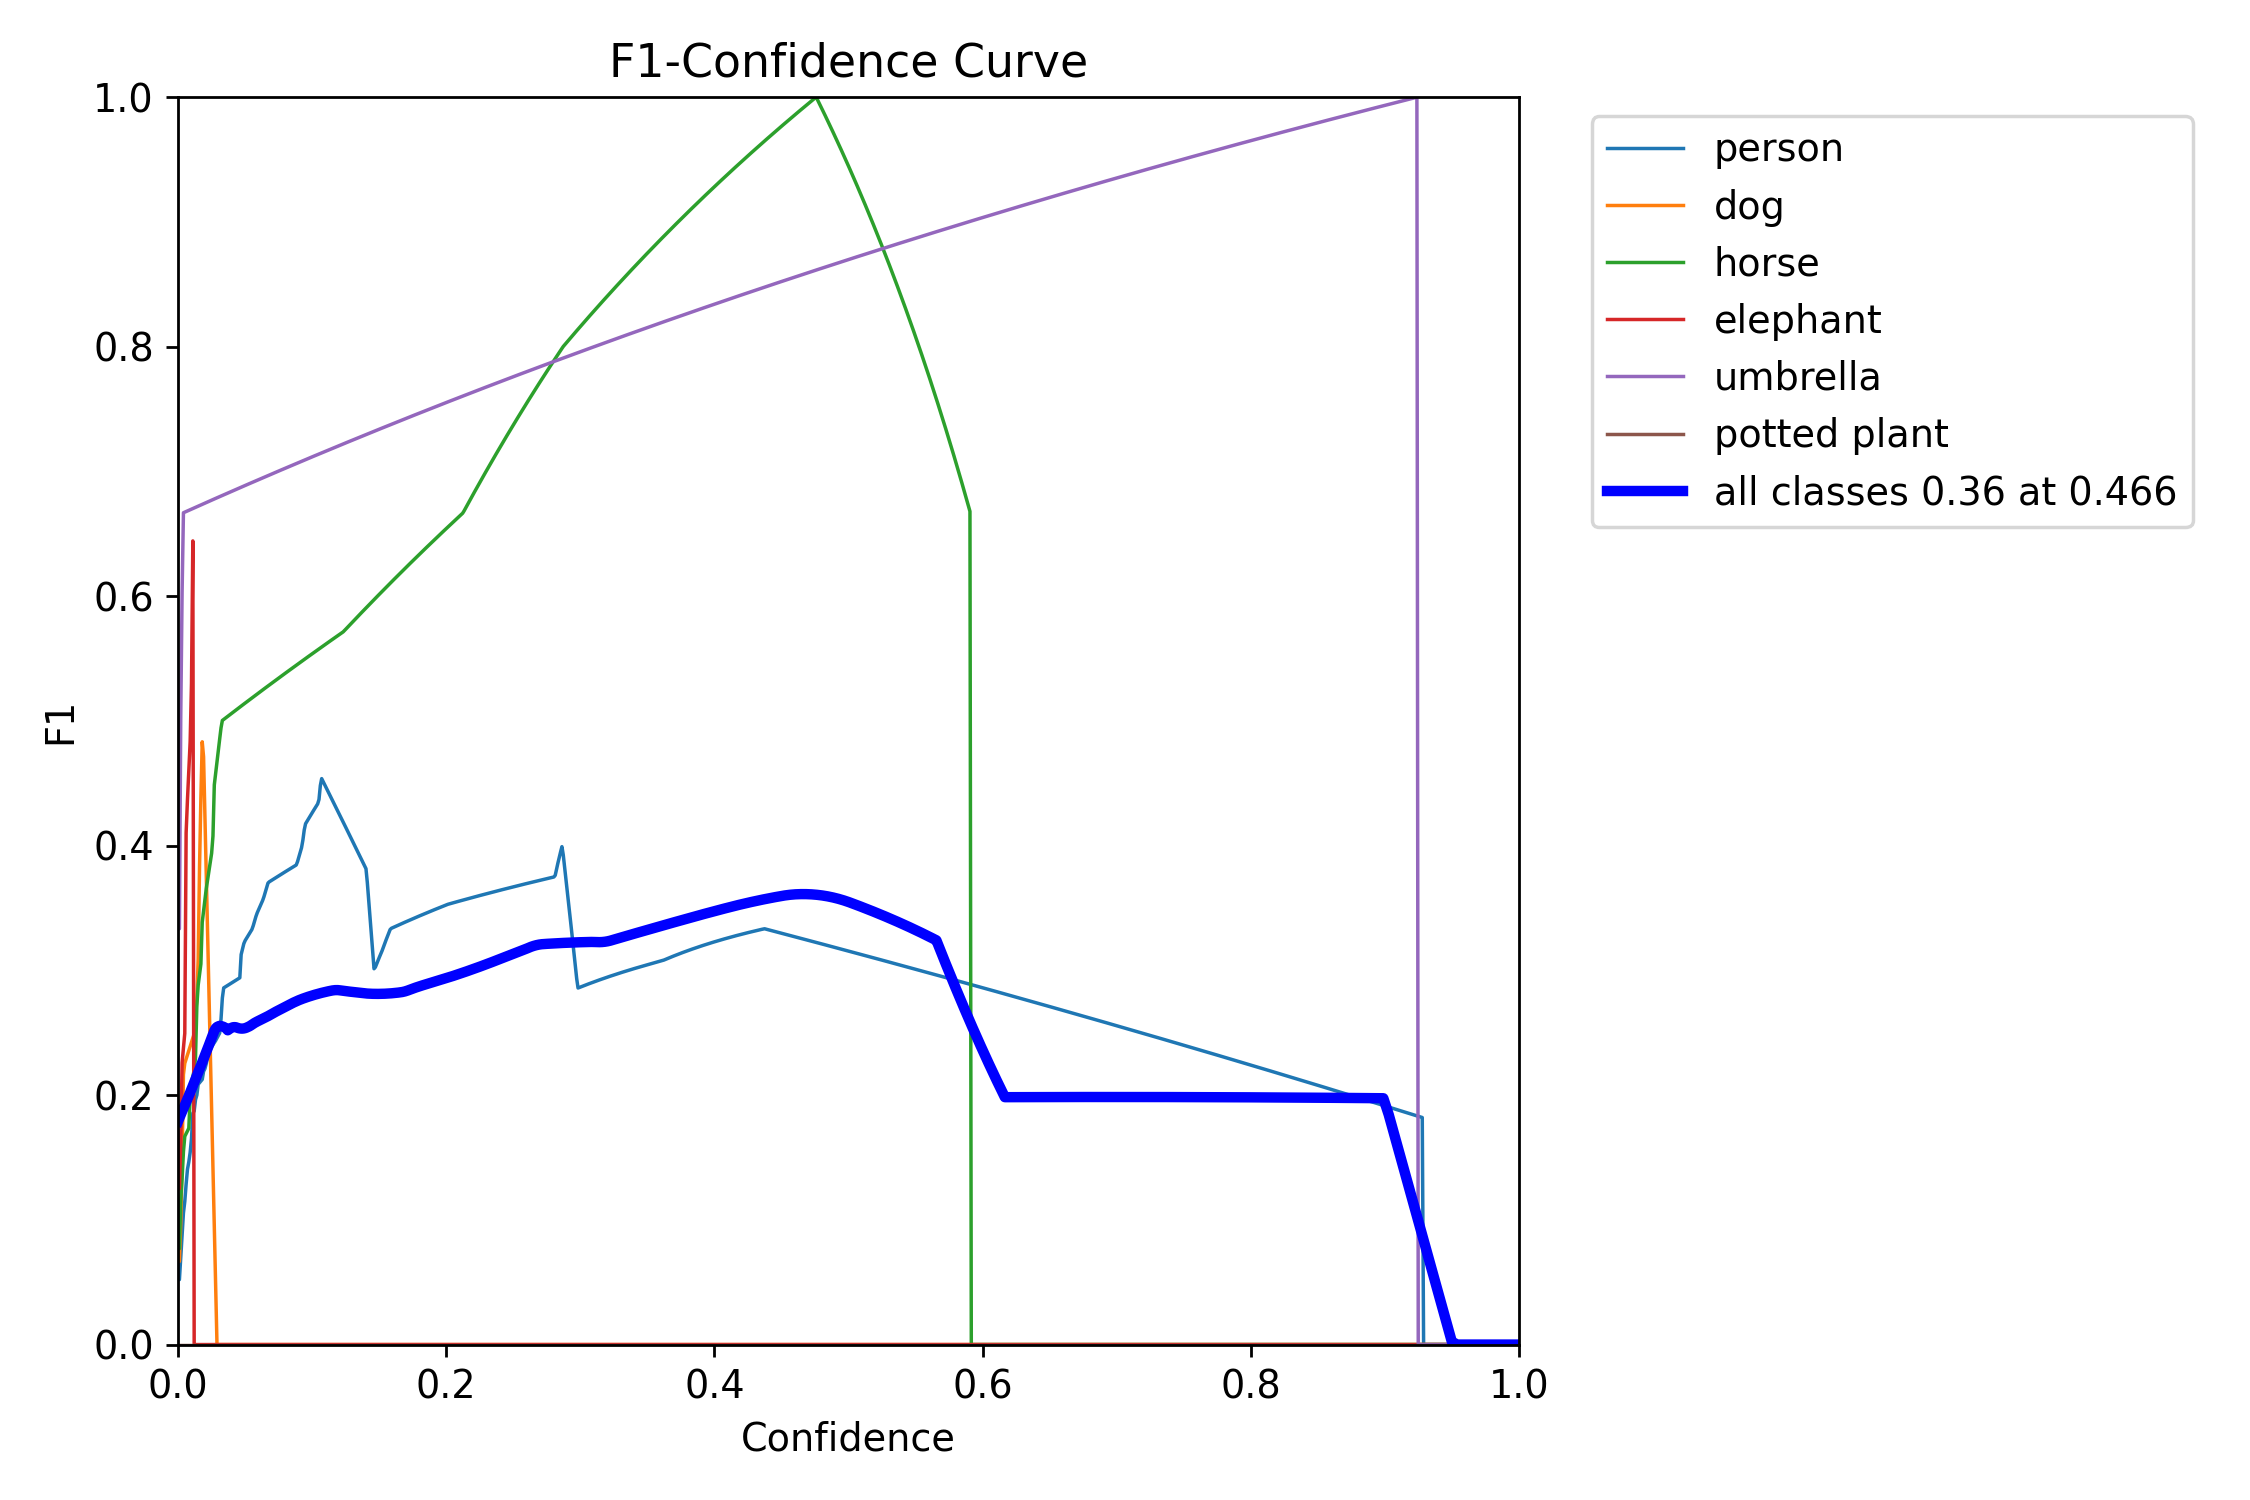 F1-Confidence Curve
1.0
0.8
0.6
0.4
0.2
0.0
F1
0.0 0.2 0.4 0.6 0.8 1.0
Confidence
person
dog
horse
elephant
umbrella
potted plant
all classes 0.36 at 0.466